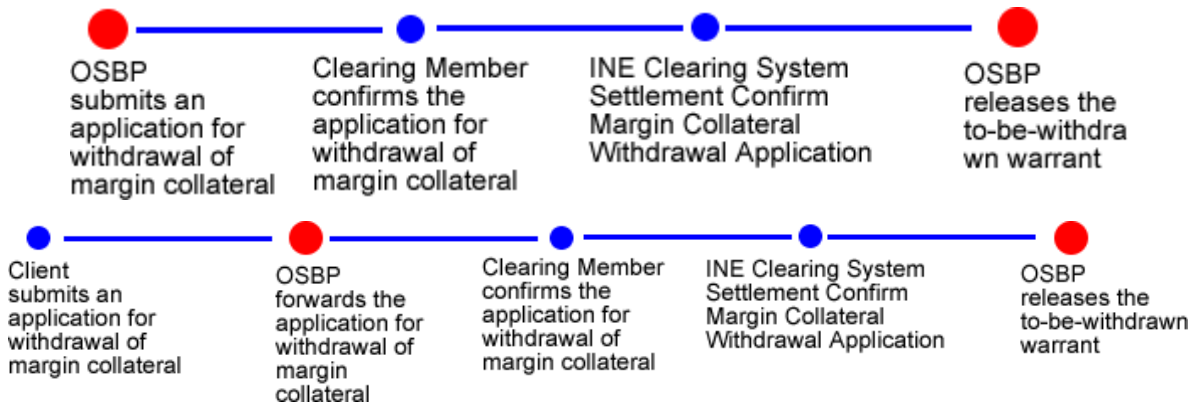 OSBP
submits an
application for
withdrawal of
margin collateral
Clearing Member
confirms the
application for
withdrawal of
margin collateral
INE Clearing System
Settlement Confirm
Margin Collateral
Withdrawal Application
OSBP
releases the
to-be-withdra
wn warrant
Client
submits an
application for
withdrawal of
margin collateral
OSBP
forwards the
application for
withdrawal of
margin
collateral
Clearing Member
confirms the
application for
withdrawal of
margin collateral
INE Clearing System
Settlement Confirm
Margin Collateral
Withdrawal Application
OSBP
releases the
to-be-withdrawn
warrant